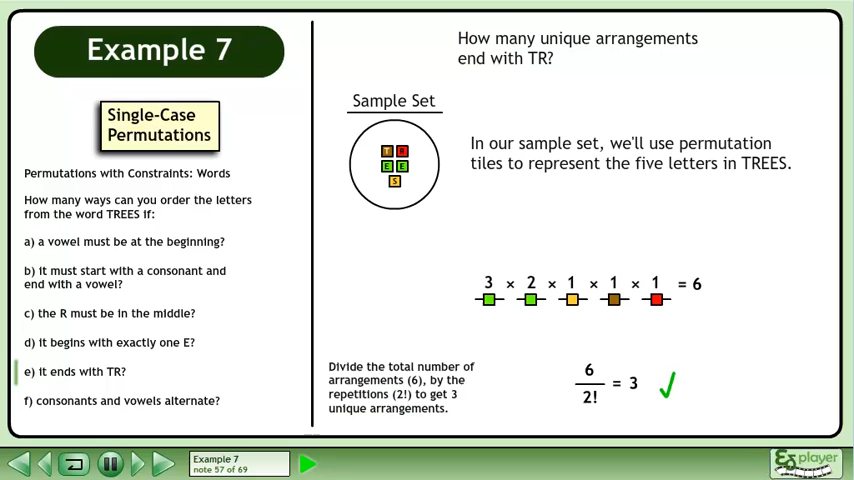 Example 7
Single-Case
Permutations
Permutations with Constraints: Words
How many ways can you order the letters
from the word TREES if:
a) a vowel must be at the beginning?
b) it must start with a consonant and
end with a vowel?
c) the R must be in the middle?
d) it begins with exactly one E?
e) it ends with TR?
f) consonants and vowels alternate?
How many unique arrangements
end with TR?
Sample Set
T R
E E
S
In our sample set, we'll use permutation
tiles to represent the five letters in TREES.
3 × 2 × 1 × 1 × 1 = 6
Divide the total number of
arrangements (6), by the
repetitions (2!) to get 3
unique arrangements.
6
= 3
2!
Example 7
note 57 of 69
player